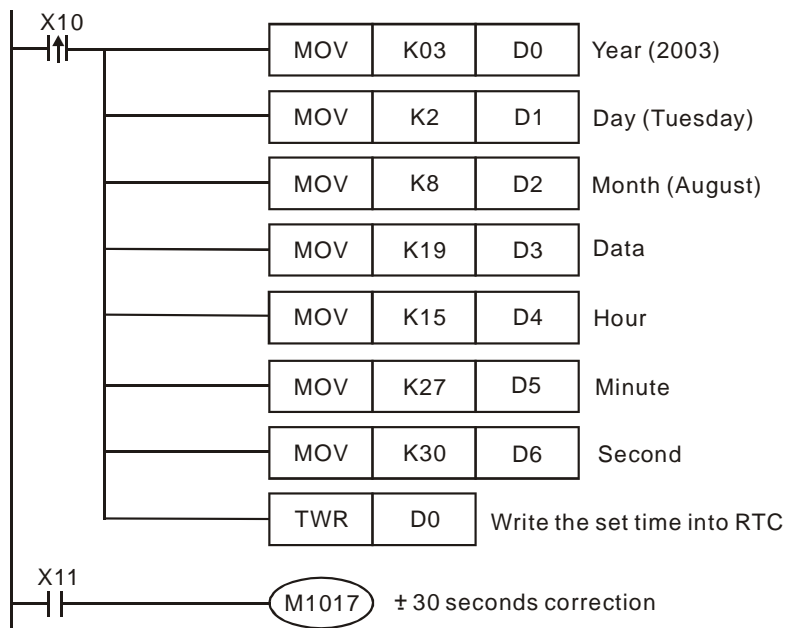 X10
MOV K03 D0 Year (2003)
MOV K2 D1 Day (Tuesday)
MOV K8 D2 Month (August)
MOV K19 D3 Data
MOV K15 D4 Hour
MOV K27 D5 Minute
MOV K30 D6 Second
TWR D0 Write the set time into RTC
X11
M1017 ± 30 seconds correction